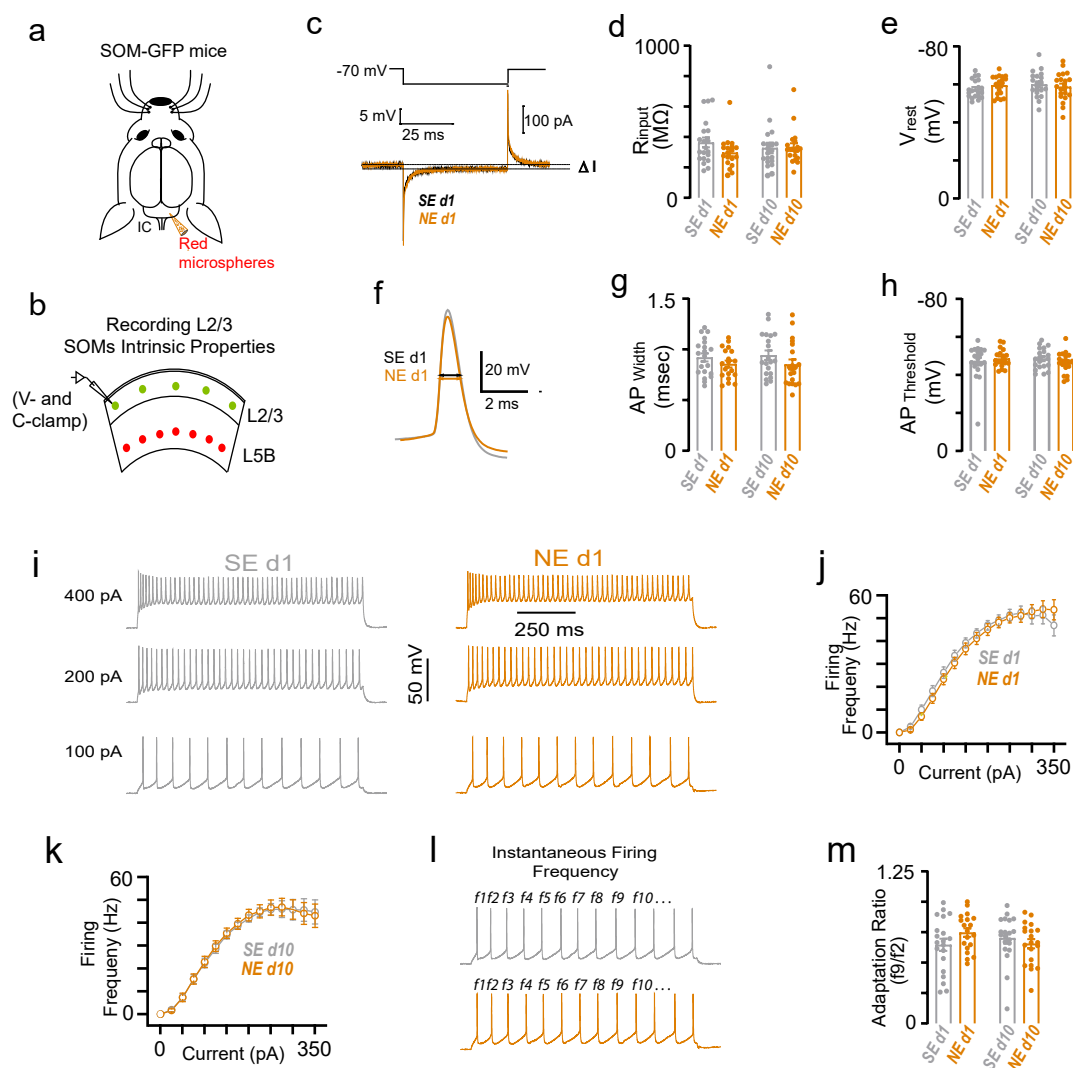 a
SOM-GFP mice
IC
Red
microspheres
b
Recording L2/3
SOMs Intrinsic Properties
(V- and
C-clamp)
L2/3
L5B
c
-70 mV
5 mV
25 ms
100 pA
Δ I
SE d1
NE d1
d
1000
Rinput
(MΩ)
0
SE d1
NE d1
SE d10
NE d10
e
-80
Vrest
(mV)
0
SE d1
NE d1
SE d10
NE d10
f
SE d1
NE d1
20 mV
2 ms
g
1.5
AP Width
(msec)
0
SE d1
NE d1
SE d10
NE d10
h
-80
AP Threshold
(mV)
0
SE d1
NE d1
SE d10
NE d10
i
SE d1
NE d1
400 pA
200 pA
100 pA
250 ms
50 mV
j
60
Firing
Frequeny (Hz)
0
SE d1
NE d1
0
Current (pA)
350
k
60
Firing
Frequeny (Hz)
0
SE d10
NE d10
0
Current (pA)
350
l
Instantaneous Firing
Frequency
f1 f2 f3 f4 f5 f6 f7 f8 f9 f10 ...
f1 f2 f3 f4 f5 f6 f7 f8 f9 f10 ...
m
1.25
Adaptation Ratio
(f9/f2)
0
SE d1
NE d1
SE d10
NE d10